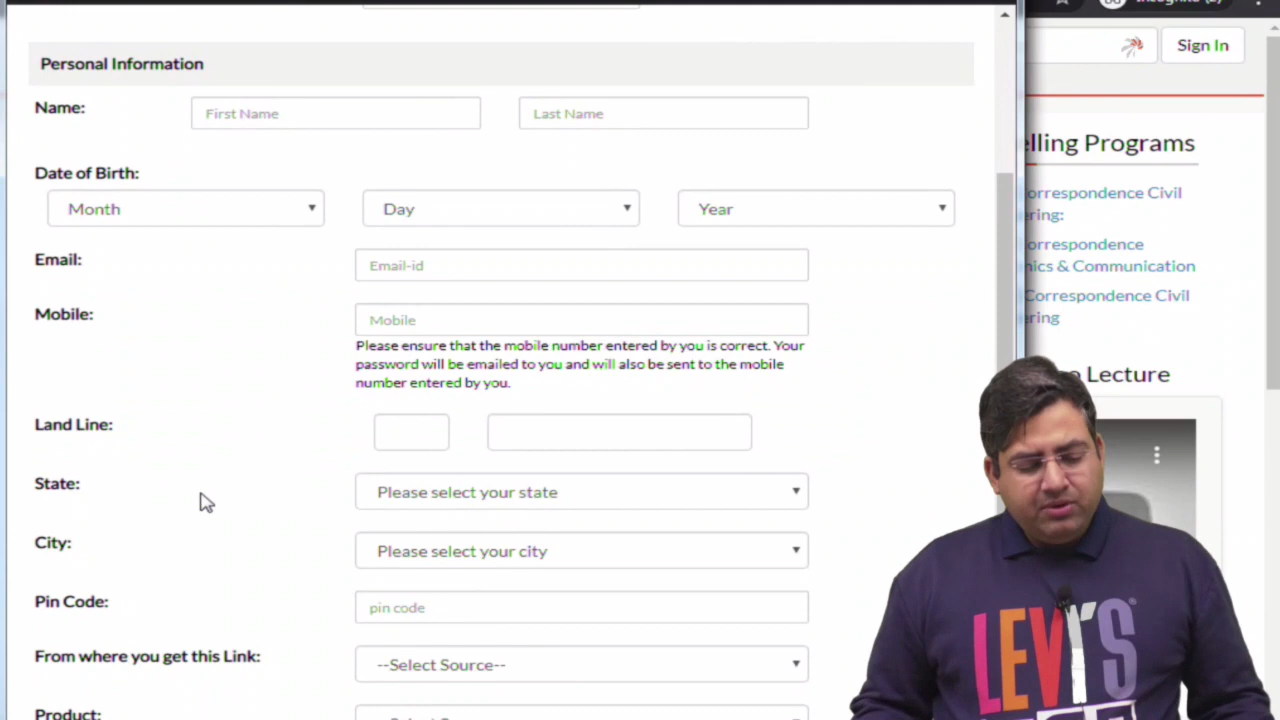 Incognito (2)
Sign In
Personal Information
Name:
First Name
Last Name
Date of Birth:
Month
Day
Year
Email:
Email-id
Mobile:
Mobile
Please ensure that the mobile number entered by you is correct. Your
password will be emailed to you and will also be sent to the mobile
number entered by you.
Land Line:
State:
Please select your state
City:
Please select your city
Pin Code:
pin code
From where you get this Link:
--Select Source--
Product:
elling Programs
orrespondence Civil
ering:
orrespondence
nics & Communication
Correspondence Civil
ering
Lecture
LEVI'S
®